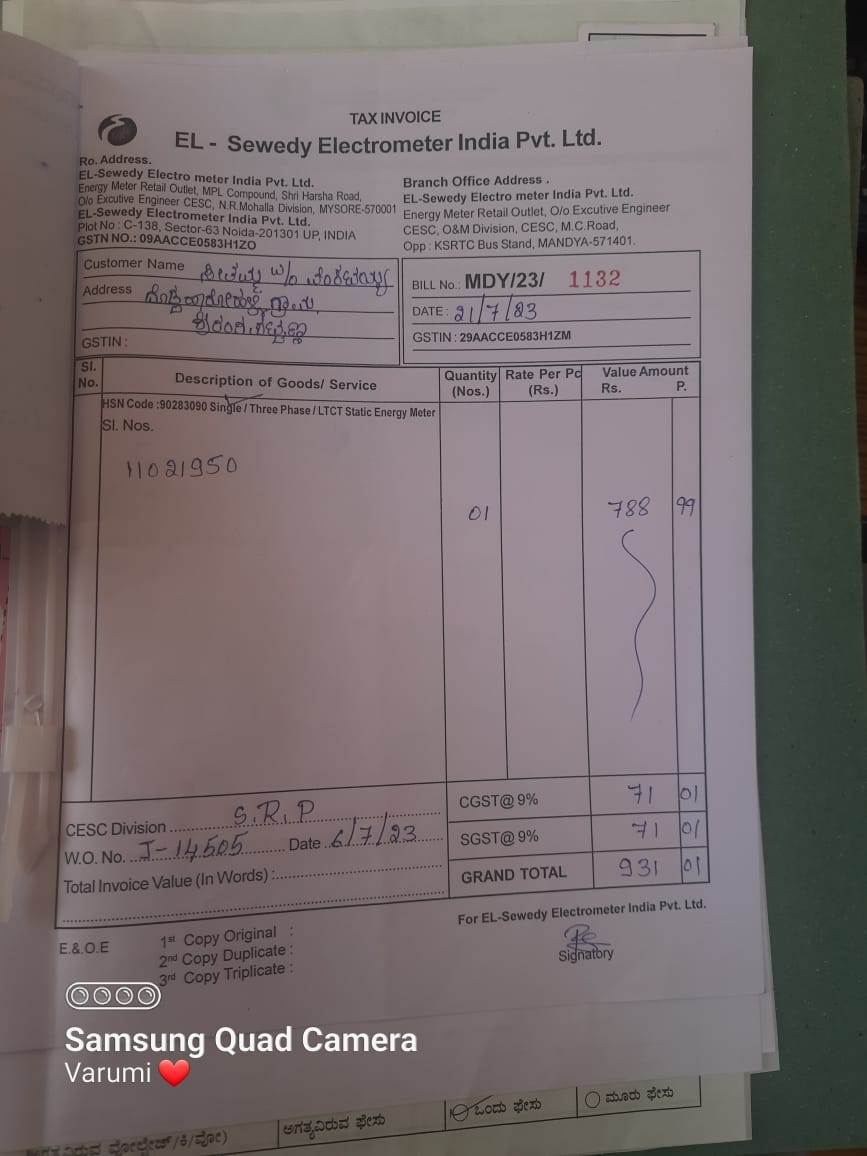 TAX INVOICE
EL - Sewedy Electrometer India Pvt. Ltd.
Ro. Address.
EL-Sewedy Electro meter India Pvt. Ltd.
Energy Meter Retail Outlet, MPL Compound, Shri Harsha Road,
O/o Excutive Engineer CESC, N.R.Mohalla Division, MYSORE-570001
EL-Sewedy Electrometer India Pvt. Ltd.
Plot No : C-138, Sector-63 Noida-201301 UP, INDIA
GSTN NO.: 09AACCE0583H1ZO
Branch Office Address .
EL-Sewedy Electro meter India Pvt. Ltd.
Energy Meter Retail Outlet, O/o Excutive Engineer
CESC, O&M Division, CESC, M.C.Road,
Opp : KSRTC Bus Stand, MANDYA-571401.
Customer Name W/o
Address
GSTIN :
BILL No.: MDY/23/ 1132
DATE : 21/7/23
GSTIN : 29AACCE0583H1ZM
Sl. No. Description of Goods/ Service Quantity (Nos.) Rate Per Pc (Rs.) Value Amount Rs. P.
HSN Code :90283090 Single / Three Phase / LTCT Static Energy Meter
Sl. Nos.
11021950
01 788 99
CESC Division S.R.P
W.O. No. J-14505 Date 6/7/23
Total Invoice Value (In Words) :
CGST@ 9% 71 01
SGST@ 9% 71 01
GRAND TOTAL 931 01
For EL-Sewedy Electrometer India Pvt. Ltd.
Signatory
E.&.O.E
1st Copy Original :
2nd Copy Duplicate :
3rd Copy Triplicate :
Samsung Quad Camera
Varumi ❤️
ಅಗತ್ಯವಿರುವ ಫೇಸು ಒಂದು ಫೇಸು ಮೂರು ಫೇಸು